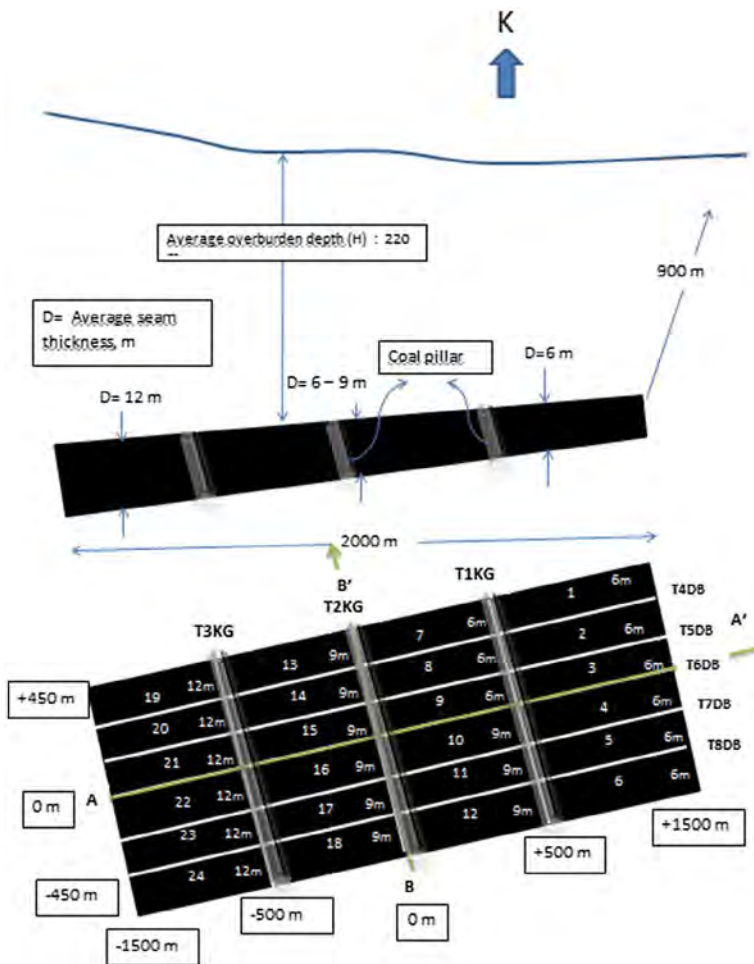 K
Average overburden depth (H) : 220
900 m
D= Average seam
thickness, m
Coal pillar
D=6 m
D= 6 – 9 m
D= 12 m
2000 m
B'
T1KG
T2KG
T3KG
A'
T4DB
T5DB
T6DB
T7DB
T8DB
1 6m
2 6m
3 6m
4 6m
5 6m
6 6m
7 6m
8 6m
9 6m
10 9m
11 9m
12 9m
13 9m
14 9m
15 9m
16 9m
17 9m
18 9m
19 12m
20 12m
21 12m
22 12m
23 12m
24 12m
+450 m
0 m
A
-450 m
-1500 m
-500 m
B
0 m
+500 m
+1500 m